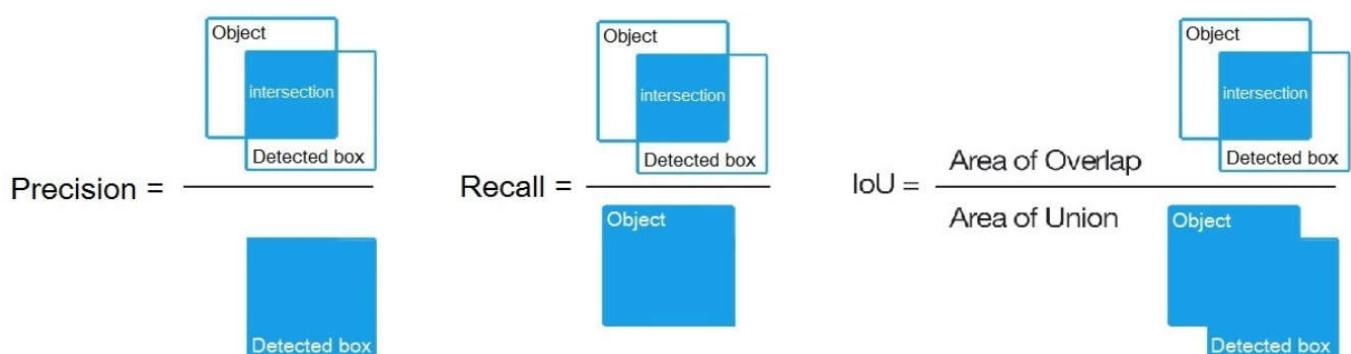 Object
intersection
Detected box
Precision =
Detected box
Object
intersection
Detected box
Recall =
Object
Object
intersection
Detected box
IoU =
Area of Overlap
Area of Union
Object
Detected box